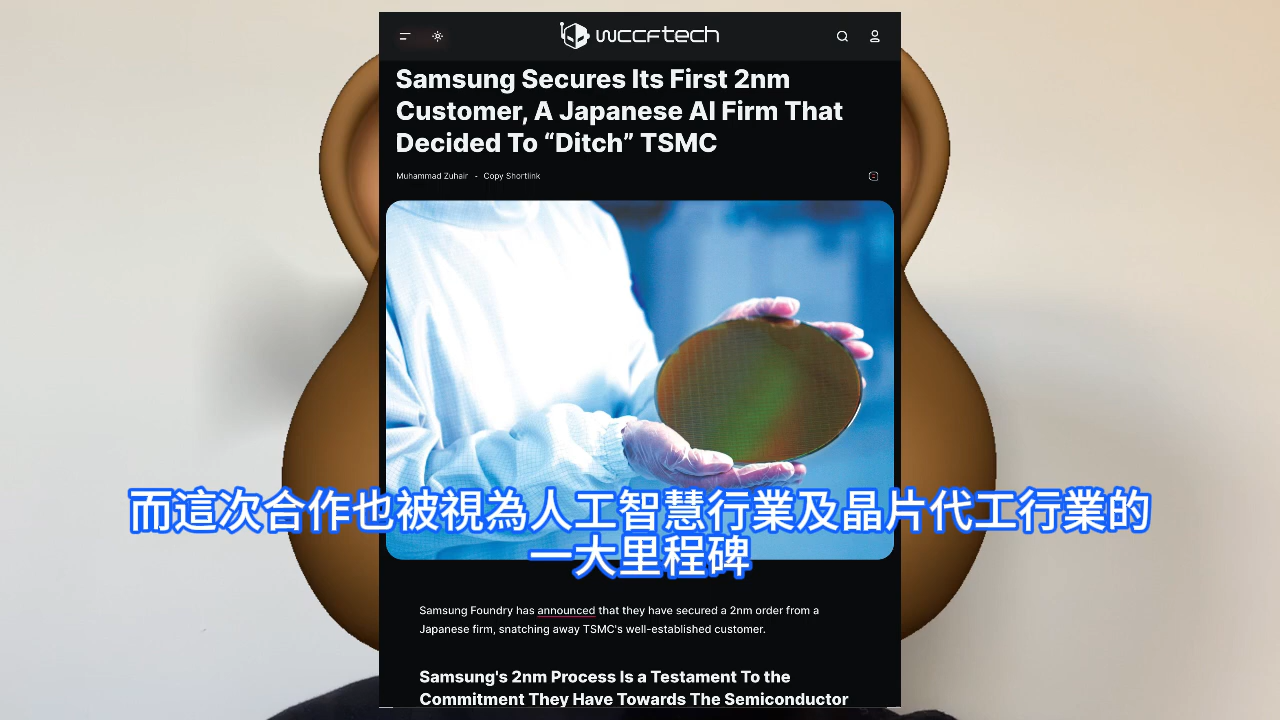 wccftech
Samsung Secures Its First 2nm
Customer, A Japanese AI Firm That
Decided To “Ditch” TSMC
Muhammad Zuhair • Copy Shortlink
而這次合作也被視為人工智慧行業及晶片代工行業的
一大里程碑
Samsung Foundry has announced that they have secured a 2nm order from a
Japanese firm, snatching away TSMC's well-established customer.
Samsung's 2nm Process Is a Testament To the
Commitment They Have Towards The Semiconductor